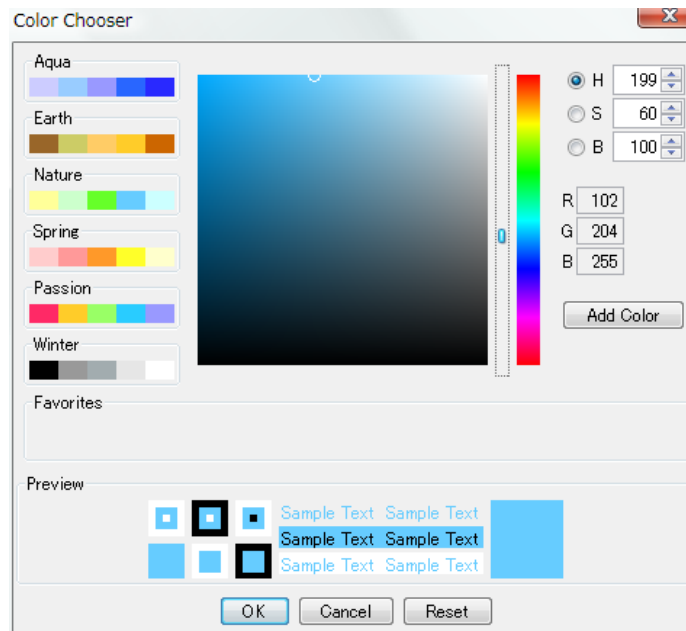 Color Chooser
Aqua
Earth
Nature
Spring
Passion
Winter
H 199
S 60
B 100
R 102
G 204
B 255
Add Color
Favorites
Preview
Sample Text Sample Text
Sample Text Sample Text
Sample Text Sample Text
OK Cancel Reset